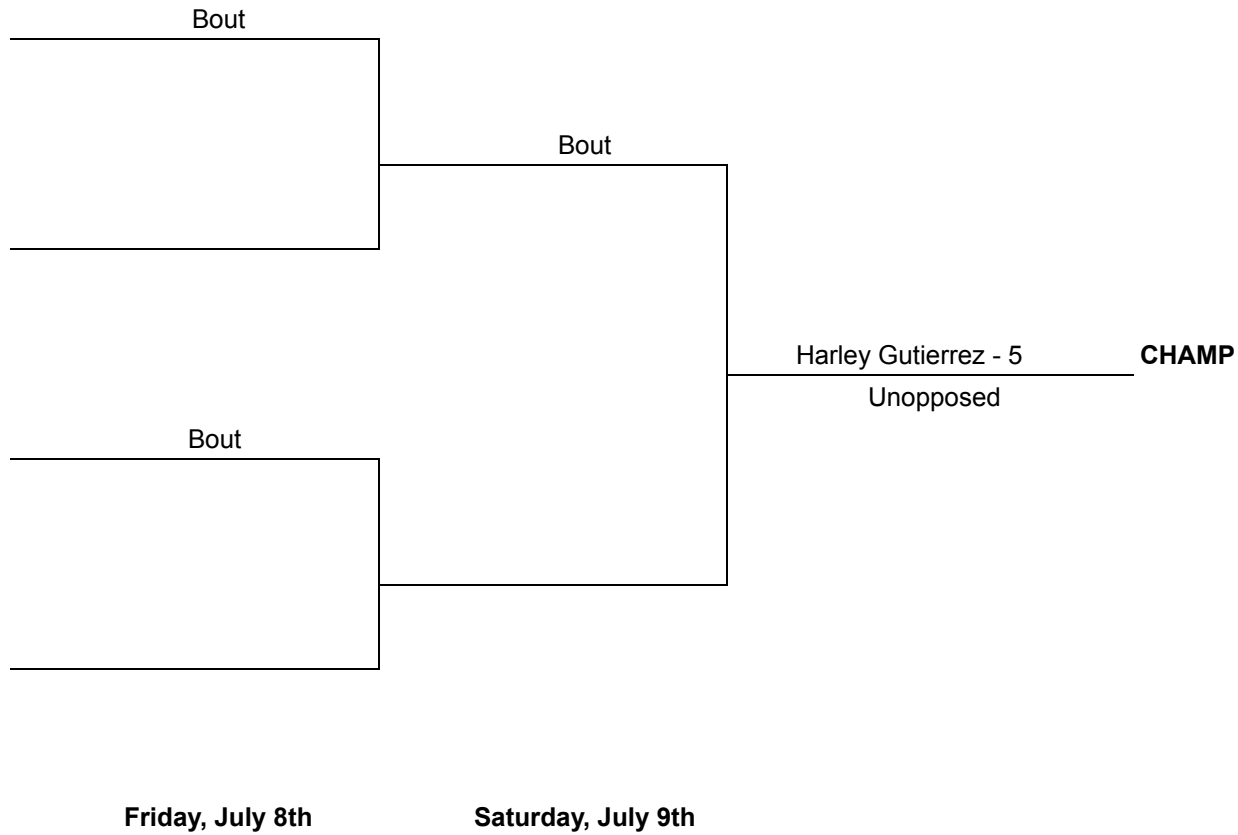 Bout
Bout
Harley Gutierrez - 5 CHAMP
Unopposed
Bout
Friday, July 8th Saturday, July 9th